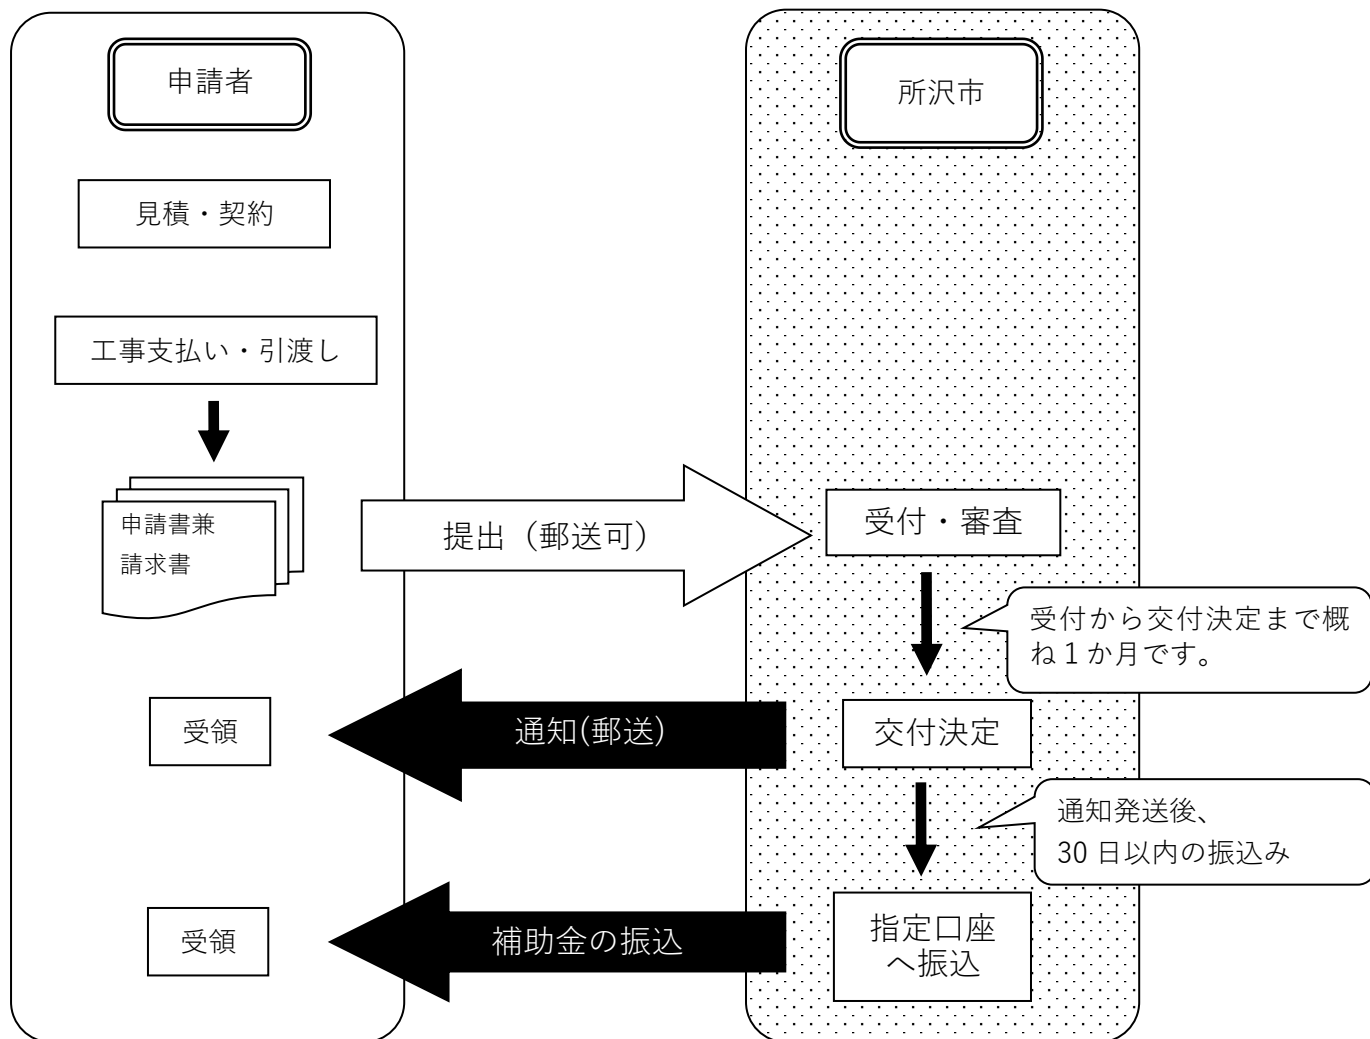 申請者
所沢市
見積・契約
工事支払い・引渡し
申請書兼
請求書
提出（郵送可）
受付・審査
受付から交付決定まで概
ね１か月です。
受領
通知(郵送)
交付決定
通知発送後、
30 日以内の振込み
受領
補助金の振込
指定口座
へ振込